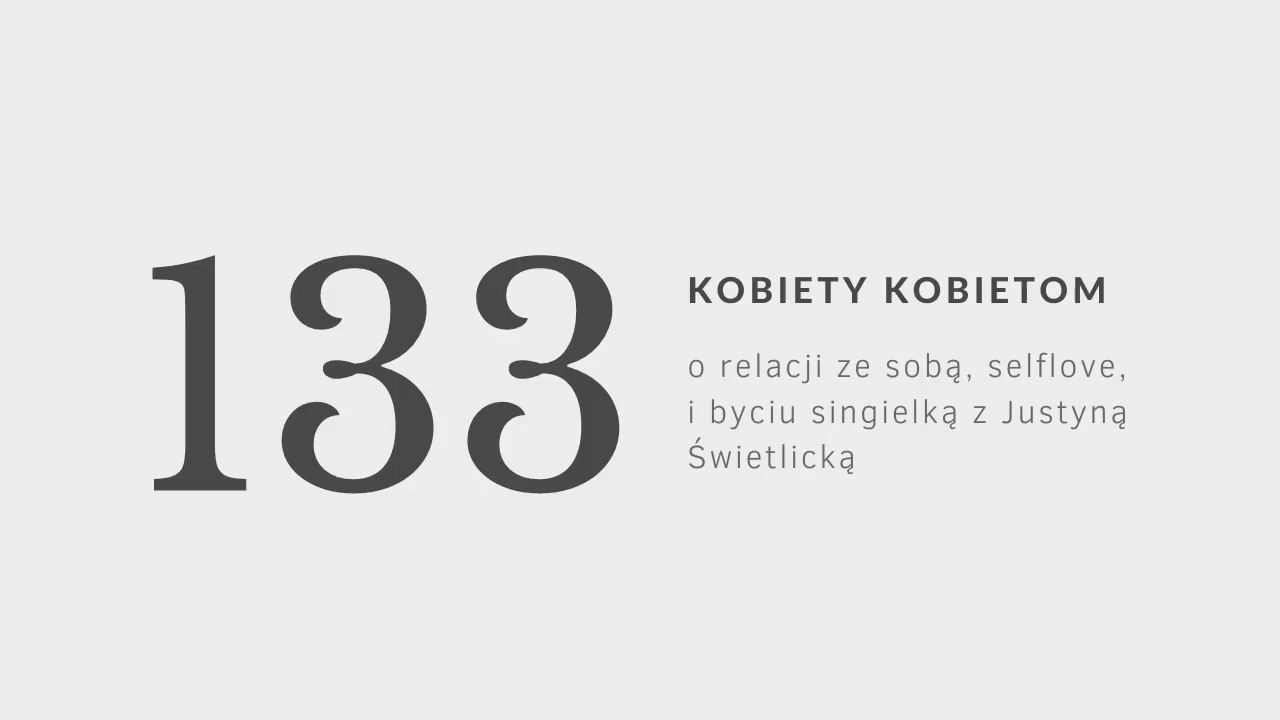 133
KOBIETY KOBIETOM
o relacji ze sobą, selflove,
i byciu singielką z Justyną
Świetlicką